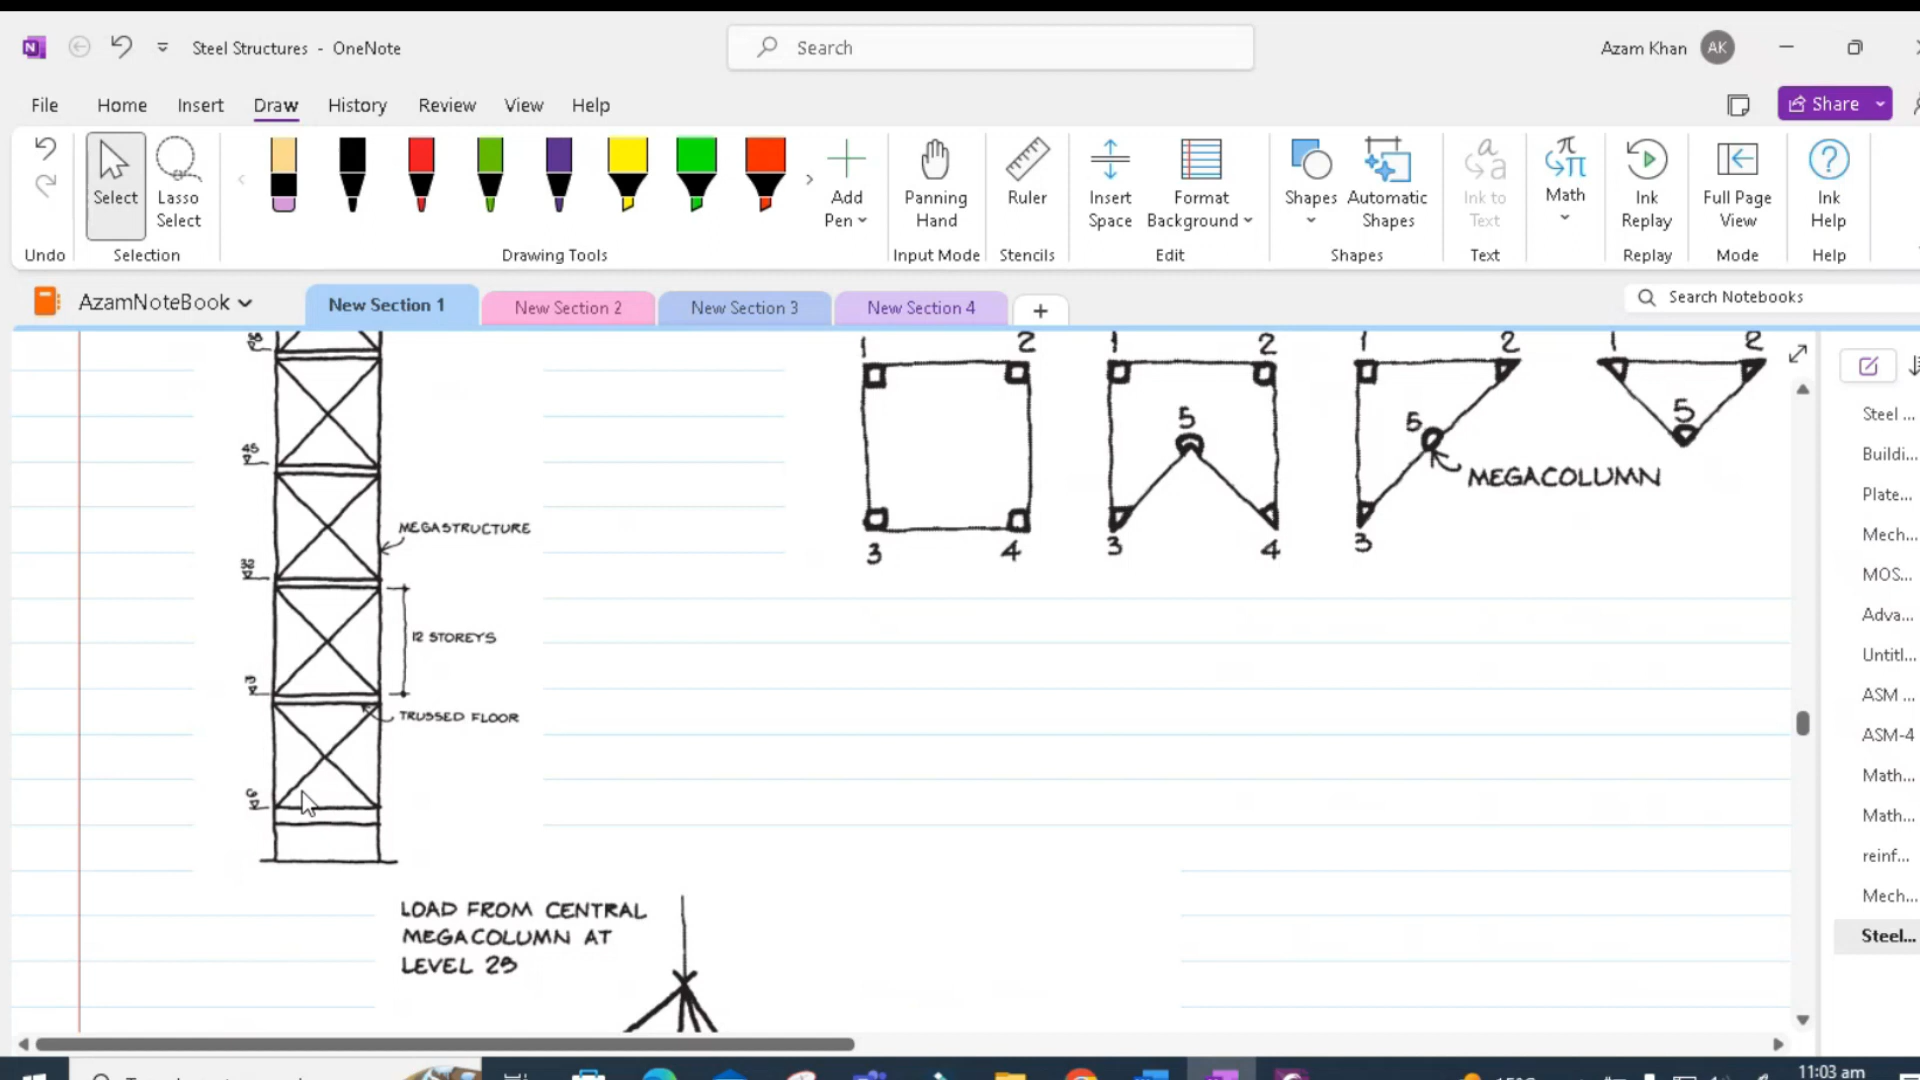 Steel Structures - OneNote
Search
Azam Khan
AK
File Home Insert Draw History Review View Help
Share
Select
Lasso Select
Add Pen
Panning Hand
Ruler
Insert Space
Format Background
Shapes
Automatic Shapes
Ink to Text
Math
Ink Replay
Full Page View
Ink Help
Undo
Selection
Drawing Tools
Input Mode
Stencils
Edit
Shapes
Text
Replay
Mode
Help
AzamNoteBook
New Section 1
New Section 2
New Section 3
New Section 4
+
Search Notebooks
1 2
3 4
1 2
5
3 4
1 2
5
3
1 2
5
MEGACOLUMN
45
32
MEGASTRUCTURE
12 STOREYS
TRUSSED FLOOR
LOAD FROM CENTRAL
MEGACOLUMN AT
LEVEL 29
Steel ...
Buildi...
Plate...
Mech...
MOS...
Adva...
Untitl...
ASM ...
ASM-4
Math...
Math...
reinf...
Mech...
Steel...
11:03 am